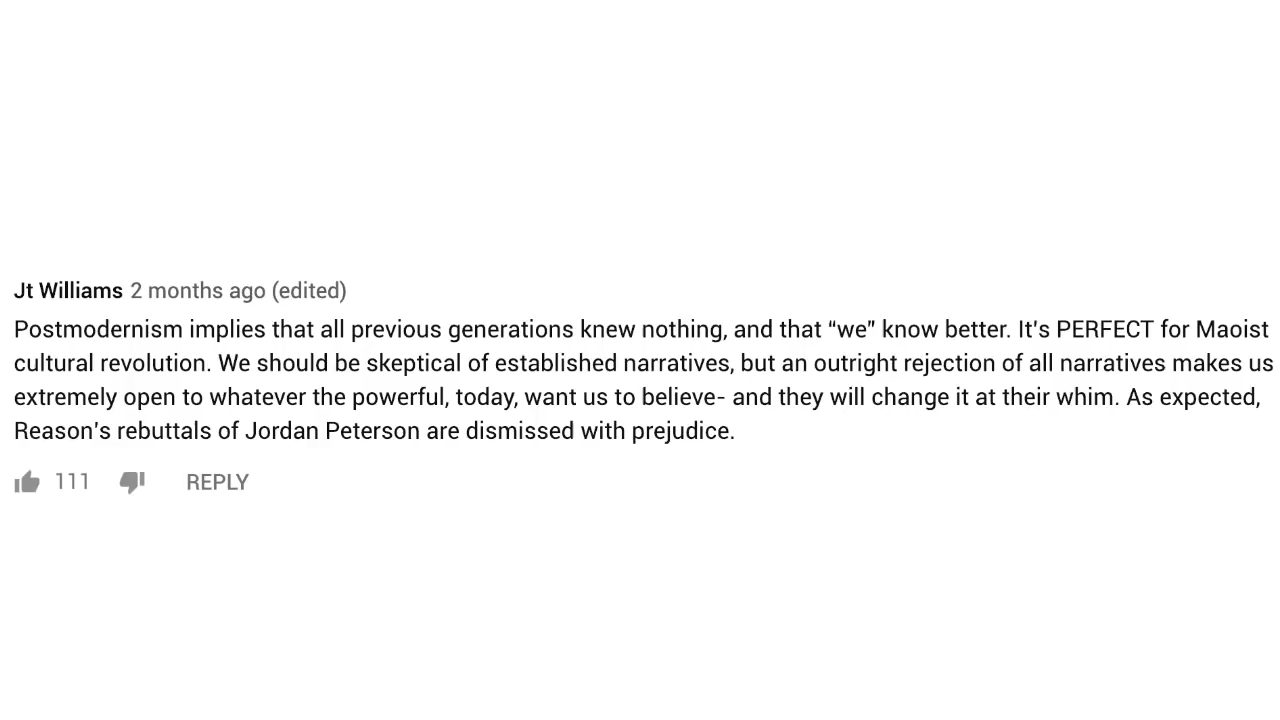 Jt Williams 2 months ago (edited)
Postmodernism implies that all previous generations knew nothing, and that “we” know better. It’s PERFECT for Maoist
cultural revolution. We should be skeptical of established narratives, but an outright rejection of all narratives makes us
extremely open to whatever the powerful, today, want us to believe- and they will change it at their whim. As expected,
Reason’s rebuttals of Jordan Peterson are dismissed with prejudice.
111 REPLY